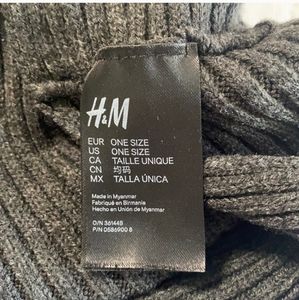 H&M
EUR ONE SIZE
US ONE SIZE
CA TAILLE UNIQUE
CN 均码
MX TALLA ÚNICA
Made in Myanmar
Fabriqué en Birmanie
Hecho en Unión de Myanmar
O/N 361448
P/N 0586900 8